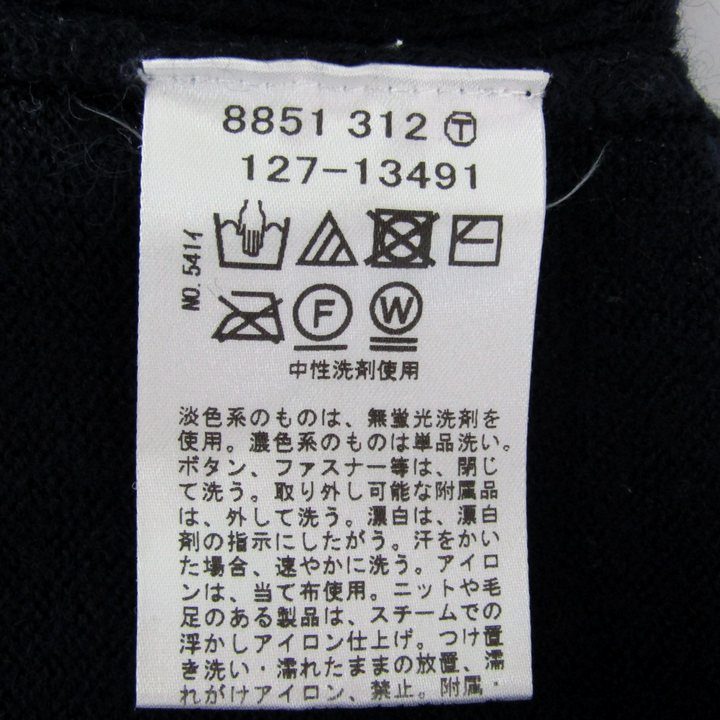 8851 312 T
127-13491
NO. 541イ
F W
中性洗剤使用
淡色系のものは、無蛍光洗剤を
使用。濃色系のものは単品洗い。
ボタン、ファスナー等は、閉じ
て洗う。取り外し可能な附属品
は、外して洗う。漂白は、漂白
剤の指示にしたがう。汗をかい
た場合、速やかに洗う。アイロ
ンは、当て布使用。ニットや毛
足のある製品は、スチームでの
浮かしアイロン仕上げ。つけ置
き洗い・濡れたままの放置、濡
れがけアイロン、禁止。附属・